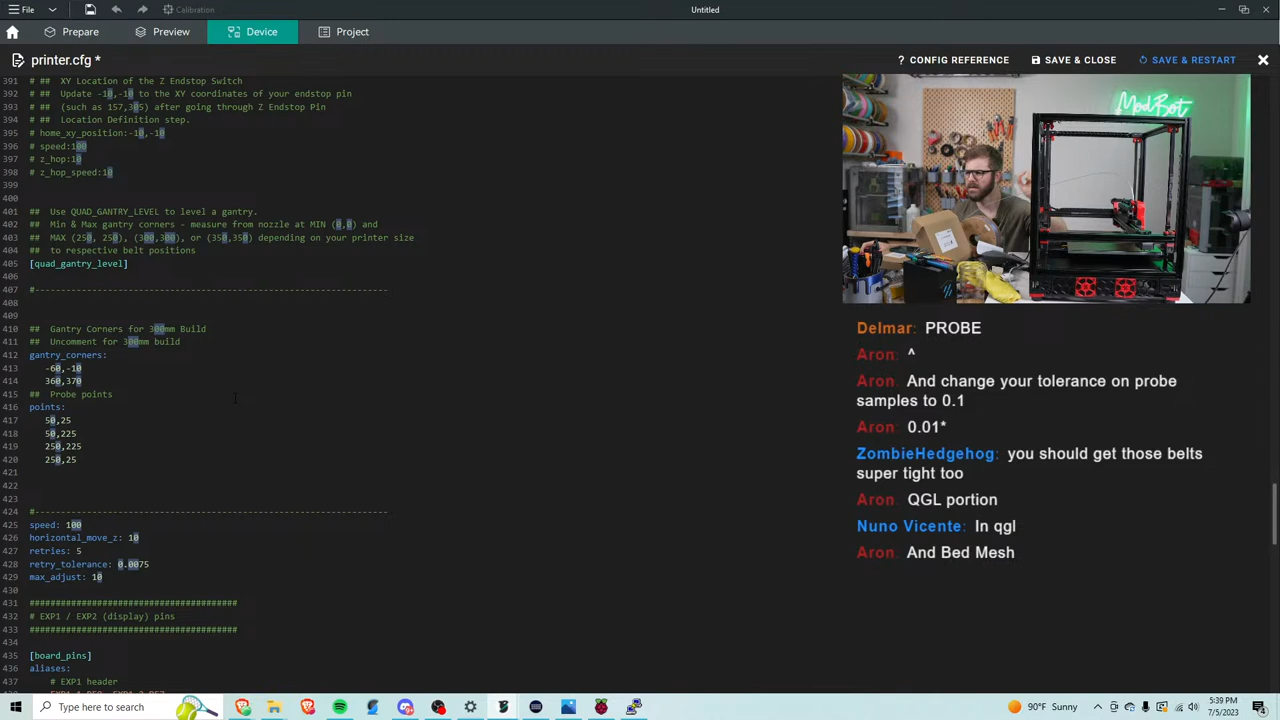 File
Calibration
Untitled
Prepare
Preview
Device
Project
printer.cfg *
? CONFIG REFERENCE
SAVE & CLOSE
SAVE & RESTART
391 # ## XY Location of the Z Endstop Switch
392 # ## Update -10,-10 to the XY coordinates of your endstop pin
393 # ## (such as 157,305) after going through Z Endstop Pin
394 # ## Location Definition step.
395 # home_xy_position:-10,-10
396 # speed:100
397 # z_hop:10
398 # z_hop_speed:10
399
400
401 ## Use QUAD_GANTRY_LEVEL to level a gantry.
402 ## Min & Max gantry corners - measure from nozzle at MIN (0,0) and
403 ## MAX (250, 250), (300,300), or (350,350) depending on your printer size
404 ## to respective belt positions
405 [quad_gantry_level]
406
407 #--------------------------------------------------------------------
408
409
410 ## Gantry Corners for 300mm Build
411 ## Uncomment for 300mm build
412 gantry_corners:
413 -60,-10
414 360,370
415 ## Probe points
416 points:
417 50,25
418 50,225
419 250,225
420 250,25
421
422
423
424 #--------------------------------------------------------------------
425 speed: 100
426 horizontal_move_z: 10
427 retries: 5
428 retry_tolerance: 0.0075
429 max_adjust: 10
430
431 ########################################
432 # EXP1 / EXP2 (display) pins
433 ########################################
434
435 [board_pins]
436 aliases:
437 # EXP1 header
ModBot
Delmar: PROBE
Aron: ^
Aron: And change your tolerance on probe
samples to 0.1
Aron: 0.01*
ZombieHedgehog: you should get those belts
super tight too
Aron: QGL portion
Nuno Vicente: In qgl
Aron: And Bed Mesh
Type here to search
90°F Sunny
5:39 PM
7/5/2023